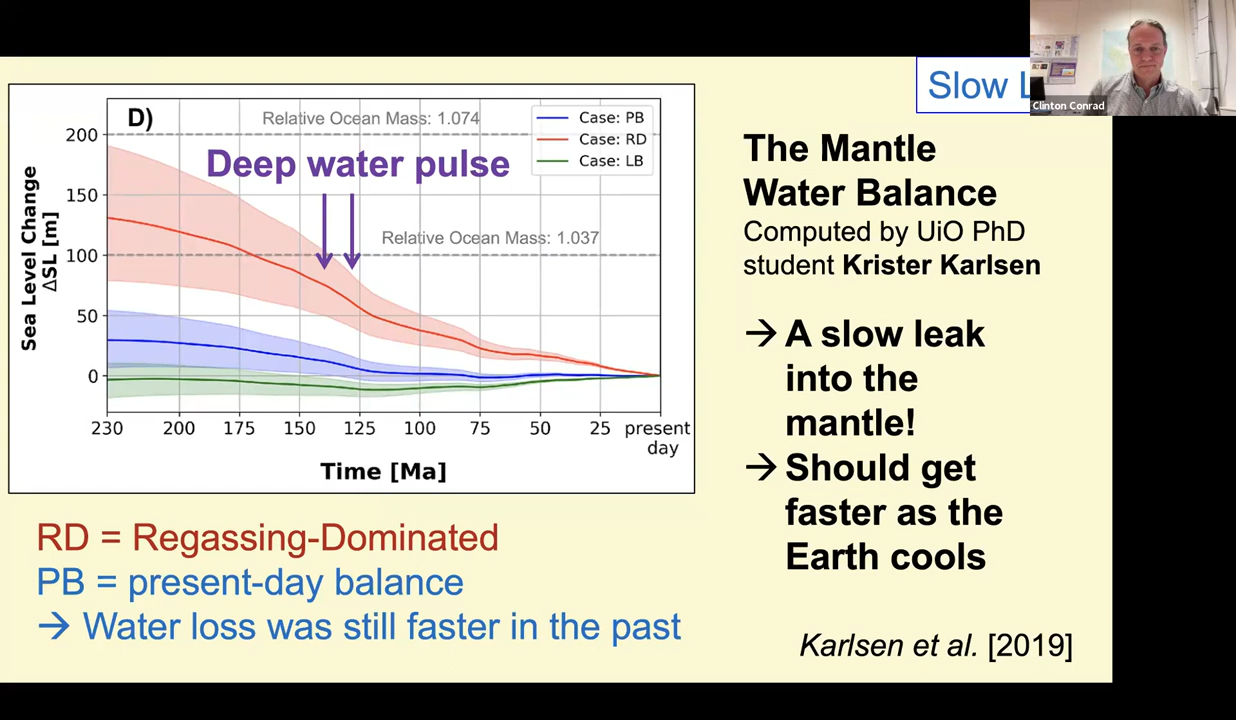 Slow L
Clinton Conrad
D)
Relative Ocean Mass: 1.074
Case: PB
Case: RD
Case: LB
Deep water pulse
Relative Ocean Mass: 1.037
200
150
100
50
0
Sea Level Change
ΔSL [m]
230 200 175 150 125 100 75 50 25 present
day
Time [Ma]
RD = Regassing-Dominated
PB = present-day balance
→ Water loss was still faster in the past
The Mantle
Water Balance
Computed by UiO PhD
student Krister Karlsen
→ A slow leak
into the
mantle!
→ Should get
faster as the
Earth cools
Karlsen et al. [2019]